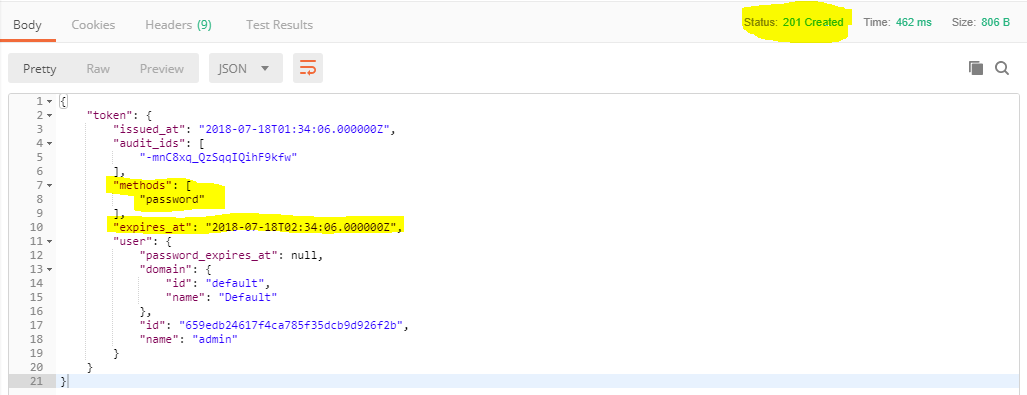 Body Cookies Headers (9) Test Results Status: 201 Created Time: 462 ms Size: 806 B
Pretty Raw Preview JSON
1 {
2 "token": {
3 "issued_at": "2018-07-18T01:34:06.000000Z",
4 "audit_ids": [
5 "-mnC8xq_QzSqqIQihF9kfw"
6 ],
7 "methods": [
8 "password"
9 ],
10 "expires_at": "2018-07-18T02:34:06.000000Z",
11 "user": {
12 "password_expires_at": null,
13 "domain": {
14 "id": "default",
15 "name": "Default"
16 },
17 "id": "659edb24617f4ca785f35dcb9d926f2b",
18 "name": "admin"
19 }
20 }
21 }